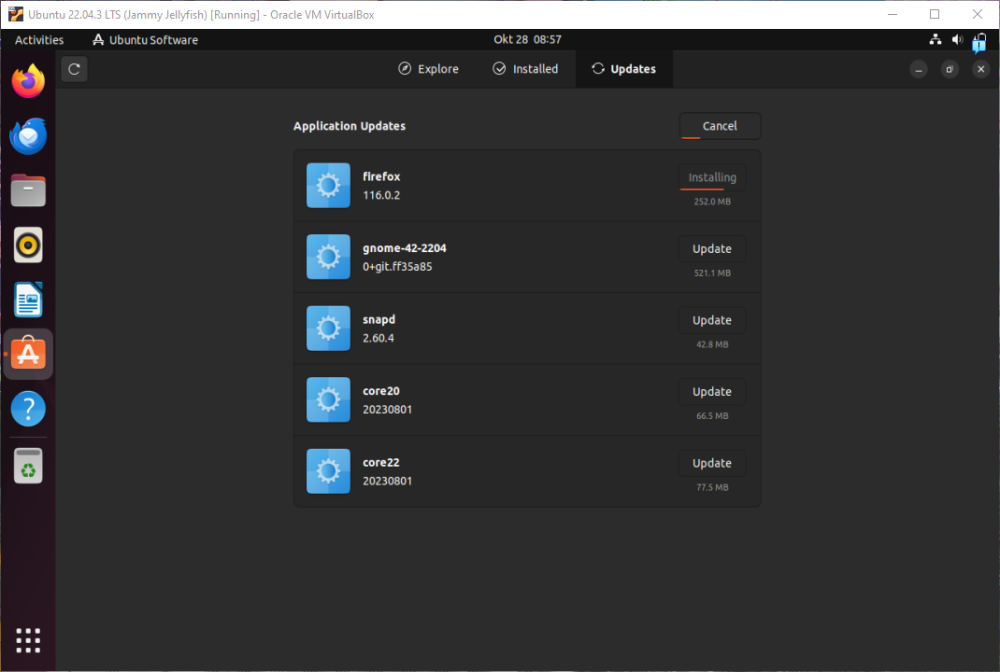 Ubuntu 22.04.3 LTS (Jammy Jellyfish) [Running] - Oracle VM VirtualBox
Activities Ubuntu Software Okt 28 08:57
Explore Installed Updates
Application Updates Cancel
firefox Installing
116.0.2 252.0 MB
gnome-42-2204 Update
0+git.ff35a85 521.1 MB
snapd Update
2.60.4 42.8 MB
core20 Update
20230801 66.5 MB
core22 Update
20230801 77.5 MB